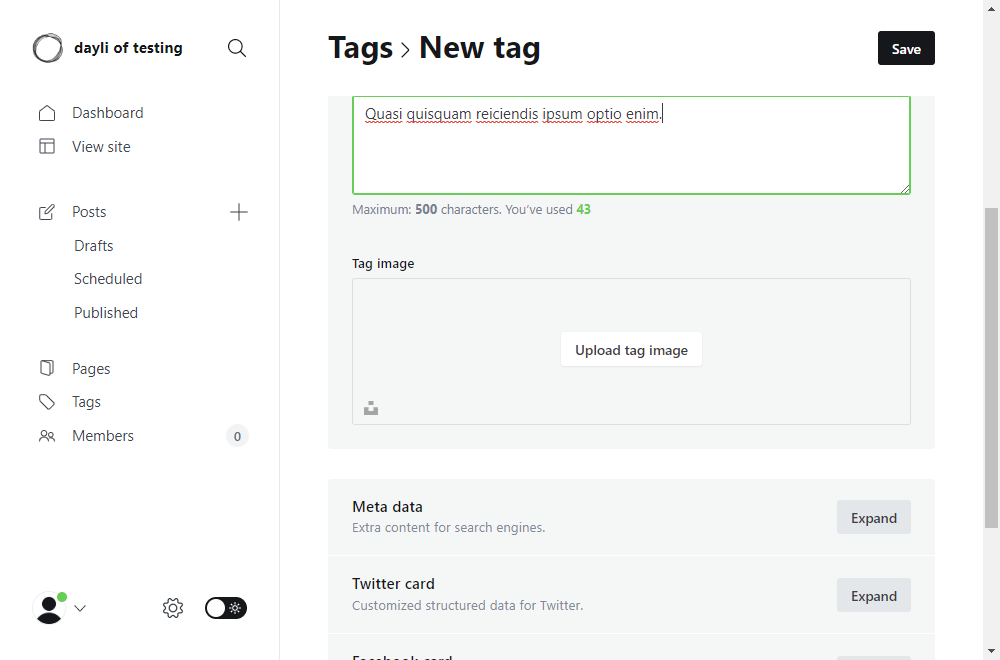 dayli of testing
Dashboard
View site
Posts
Drafts
Scheduled
Published
Pages
Tags
Members
0
Tags > New tag
Save
Quasi quisquam reiciendis ipsum optio enim.
Maximum: 500 characters. You’ve used 43
Tag image
Upload tag image
Meta data
Extra content for search engines.
Expand
Twitter card
Customized structured data for Twitter.
Expand
Facebook card